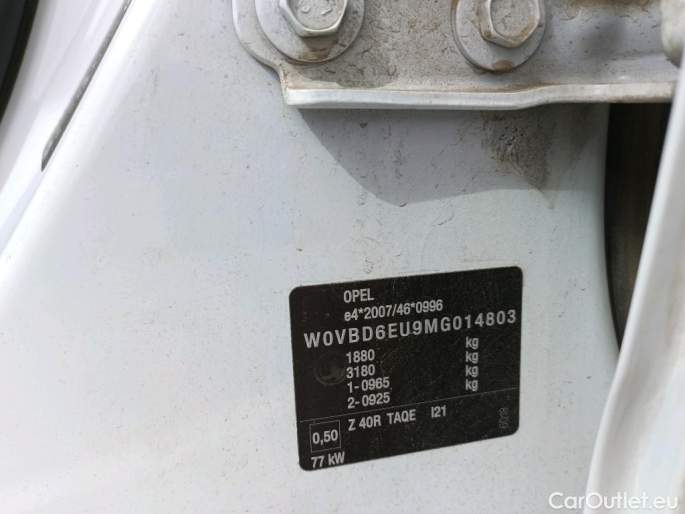 OPEL
e4*2007/46*0996
W0VBD6EU9MG014803
1880 kg
3180 kg
1-0965 kg
2-0925
0,50 Z 40R TAQE I21
77 kW
CarOutlet.eu